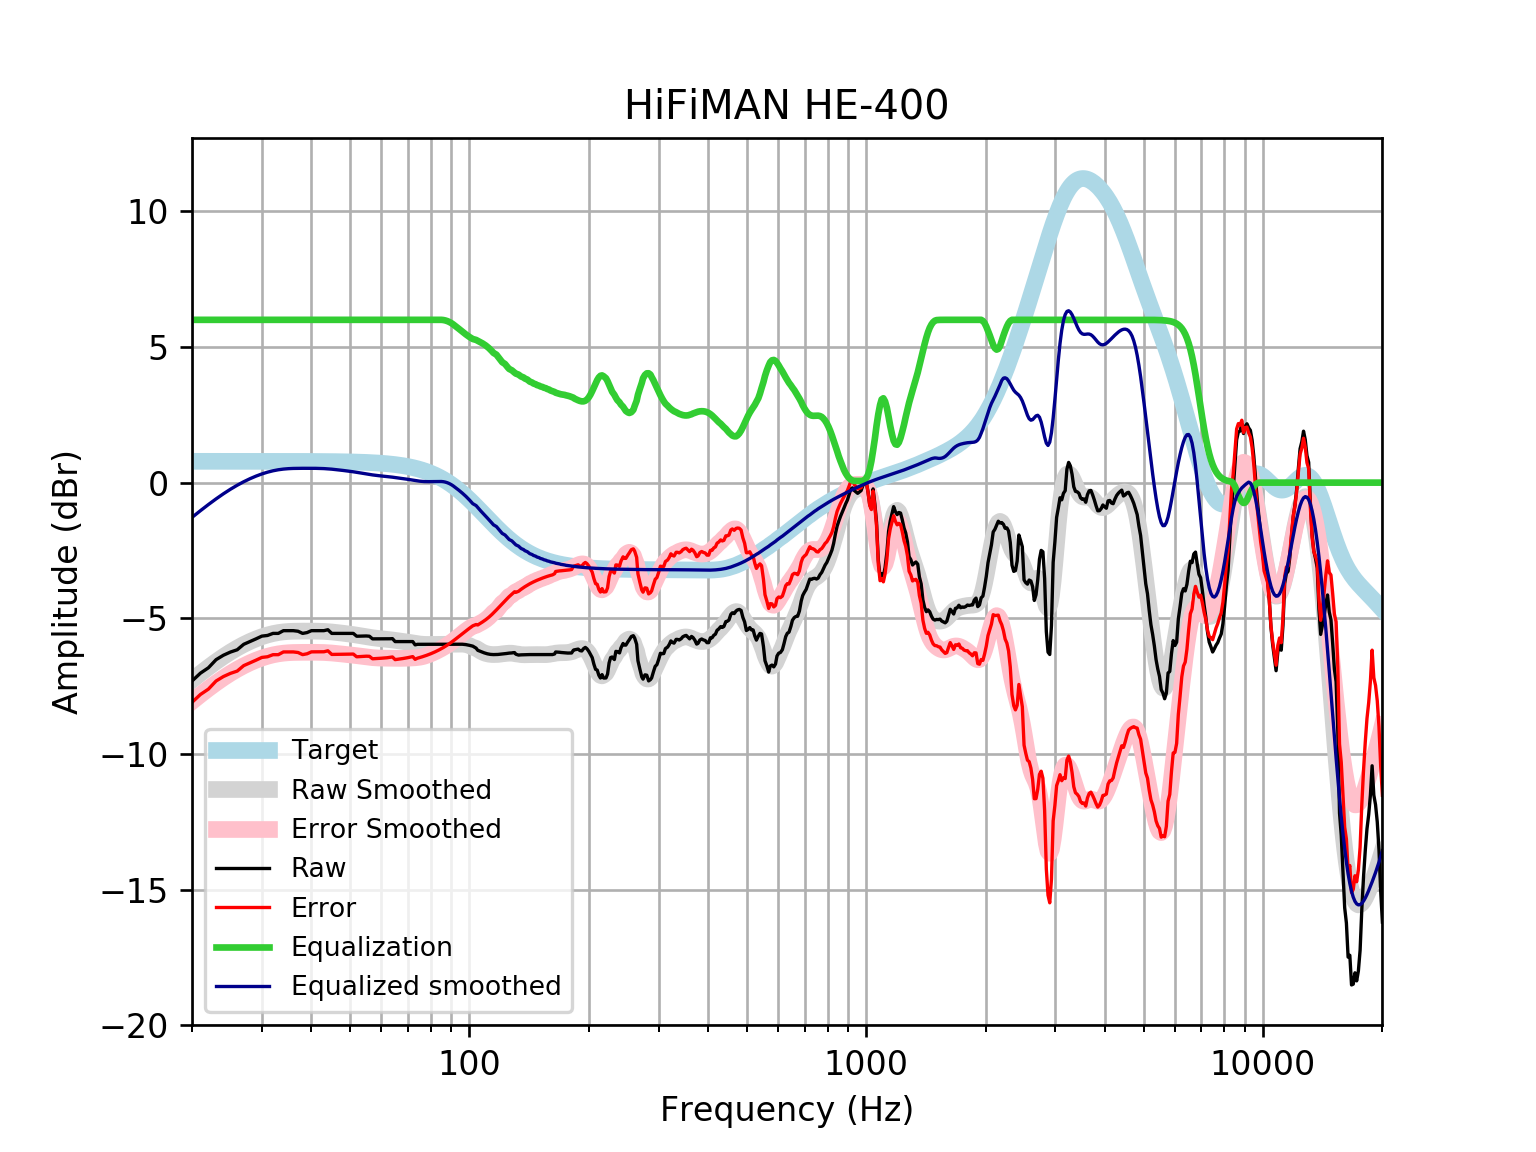 HiFiMAN HE-400
10
5
0
−5
−10
−15
−20
Amplitude (dBr)
Target
Raw Smoothed
Error Smoothed
Raw
Error
Equalization
Equalized smoothed
100
1000
10000
Frequency (Hz)